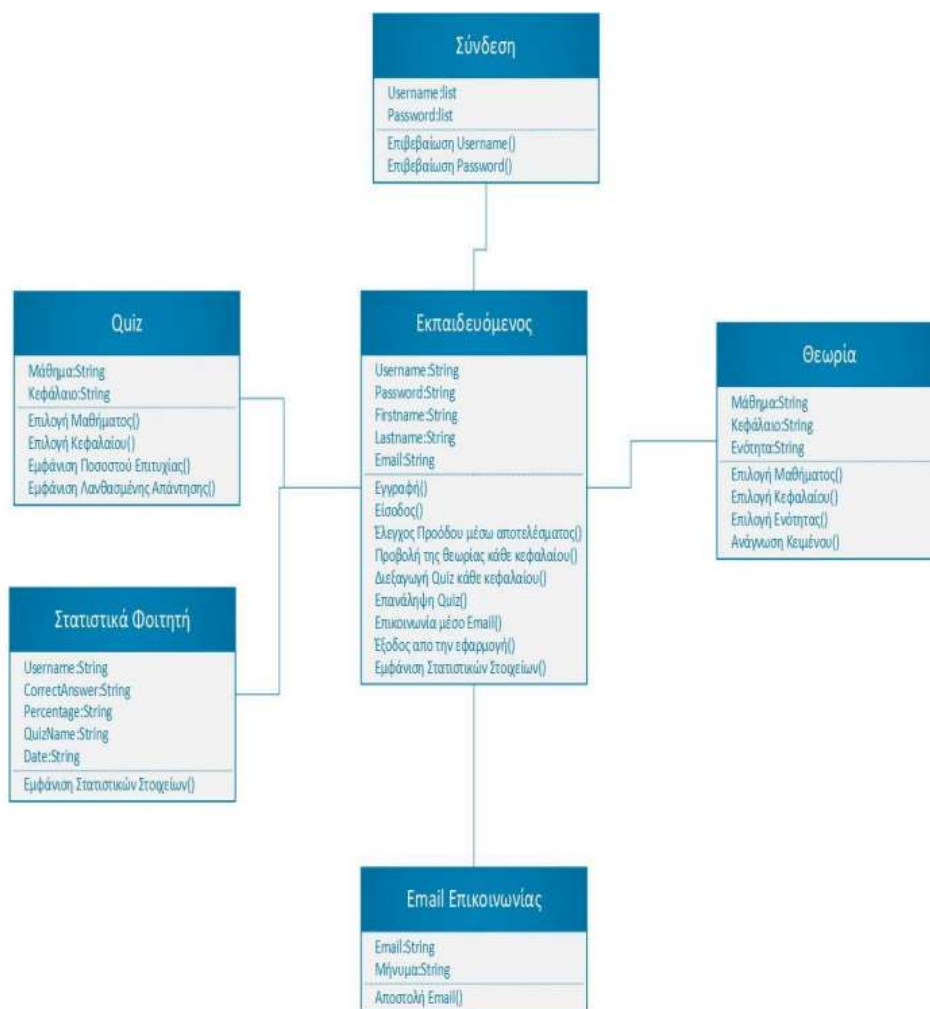 Σύνδεση
Username:list
Password:list
Επιβεβαίωση Username()
Επιβεβαίωση Password()
Quiz
Μάθημα:String
Κεφάλαιο:String
Επιλογή Μαθήματος()
Επιλογή Κεφαλαίου()
Εμφάνιση Ποσοστού Επιτυχίας()
Εμφάνιση Λανθασμένης Απάντησης()
Εκπαιδευόμενος
Username:String
Password:String
Firstname:String
Lastname:String
Email:String
Εγγραφή()
Είσοδος()
Έλεγχος Προόδου μέσω αποτελέσματος()
Προβολή της θεωρίας κάθε κεφαλαίου()
Διεξαγωγή Quiz κάθε κεφαλαίου()
Επανάληψη Quiz()
Επικοινωνία μέσο Email()
Έξοδος απο την εφαρμογή()
Εμφάνιση Στατιστικών Στοιχείων()
Θεωρία
Μάθημα:String
Κεφάλαιο:String
Ενότητα:String
Επιλογή Μαθήματος()
Επιλογή Κεφαλαίου()
Επιλογή Ενότητας()
Ανάγνωση Κειμένου()
Στατιστικά Φοιτητή
Username:String
CorrectAnswer:String
Percentage:String
QuizName:String
Date:String
Εμφάνιση Στατιστικών Στοιχείων()
Email Επικοινωνίας
Email:String
Μήνυμα:String
Αποστολή Email()